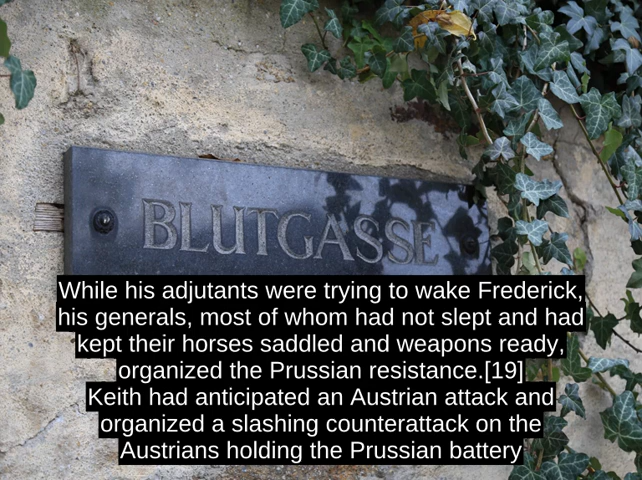 BLUTGASSE
While his adjutants were trying to wake Frederick,
his generals, most of whom had not slept and had
kept their horses saddled and weapons ready,
organized the Prussian resistance.[19]
Keith had anticipated an Austrian attack and
organized a slashing counterattack on the
Austrians holding the Prussian battery